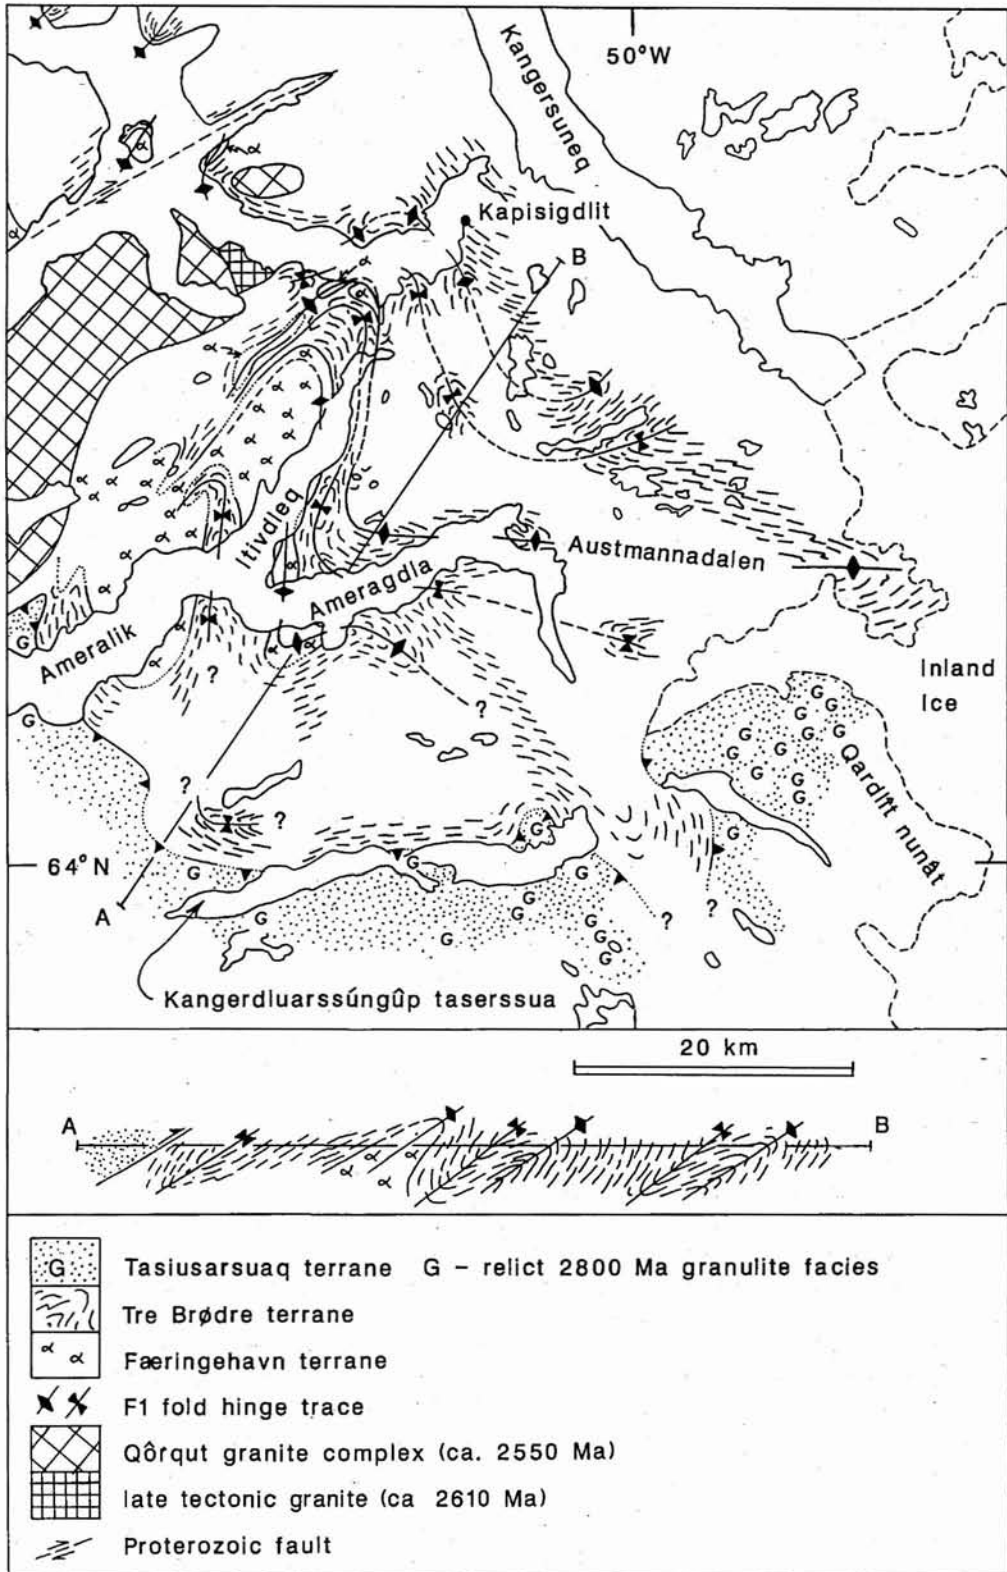 50°W
Kangersuneq
Kapisigdlit
B
Itivdleq
Ameragdla
Austmannadalen
Ameralik
Inland
Ice
Qardlît nunât
64°N
A
Kangerdluarssúngûp taserssua
20 km
A
B
G Tasiusarsuaq terrane G – relict 2800 Ma granulite facies
Tre Brødre terrane
α α Færingehavn terrane
F1 fold hinge trace
Qôrqut granite complex (ca. 2550 Ma)
late tectonic granite (ca 2610 Ma)
Proterozoic fault